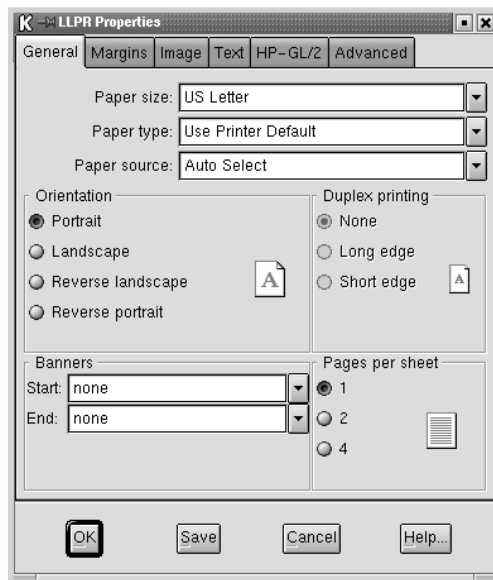 K LLPR Properties
General Margins Image Text HP-GL/2 Advanced
Paper size: US Letter
Paper type: Use Printer Default
Paper source: Auto Select
Orientation
Portrait
Landscape
Reverse landscape
Reverse portrait
A
Duplex printing
None
Long edge
Short edge
A
Banners
Start: none
End: none
Pages per sheet
1
2
4
OK Save Cancel Help...